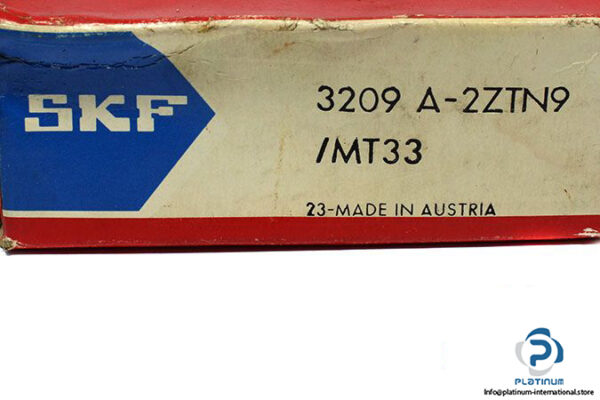 SKF
3209 A-2ZTN9
/MT33
23-MADE IN AUSTRIA
PLATINUM
Info@platinum-international.store